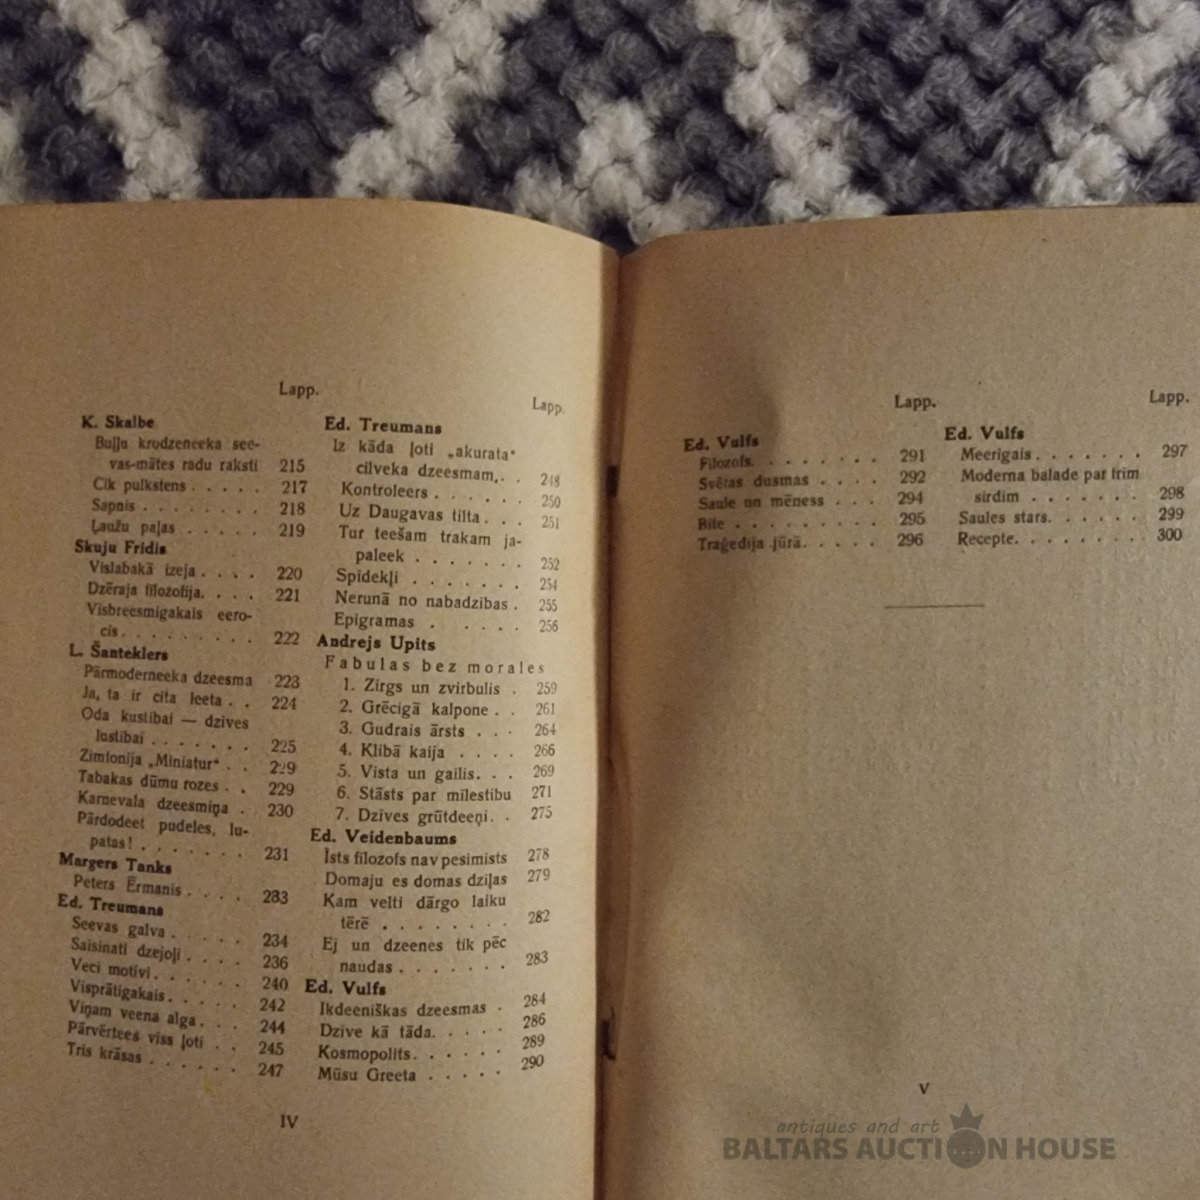 Lapp.
K. Skalbe
Buļļu krodzeneeka see-
vas-mātes radu raksti 215
Cik pulkstens . . . . . 217
Sapnis . . . . . . . . 218
Ļaužu paļas . . . . . 219
Skuju Fridis
Vislabakā izeja . . . . 220
Dzēraja filozofija. . . . 221
Visbreesmigakais eero-
cis . . . . . . . . . 222
L. Šanteklers
Pārmoderneeka dzeesma 223
Ja, ta ir cita leeta . . 224
Oda kustibai — dzives
lustibai . . . . . . . 225
Zimfonija „Miniatur“ . . 229
Tabakas dūmu rozes . . 229
Karnevala dzeesmiņa . 230
Pārdodeet pudeles, lu-
patas! . . . . . . . 231
Margers Tanks
Peters Ērmanis . . . . 233
Ed. Treumans
Seevas galva . . . . . 234
Saisinati dzejoļi . . . . 236
Veci motivi. . . . . . 240
Visprātigakais. . . . . 242
Viņam veena alga . . . 244
Pārvērtees viss ļoti . . 245
Tris krāsas . . . . . . 247
IV
Lapp.
Ed. Treumans
Iz kāda ļoti „akurata“
cilveka dzeesmam, . . 248
Kontroleers . . . . . . 250
Uz Daugavas tilta . . . 251
Tur teešam trakam ja-
paleek . . . . . . . 252
Spidekļi . . . . . . . 254
Nerunā no nabadzibas . 255
Epigramas . . . . . 256
Andrejs Upits
Fabulas bez morales
1. Zirgs un zvirbulis . 259
2. Grēcigā kalpone . . 261
3. Gudrais ārsts . . . 264
4. Klibā kaija . . . . 266
5. Vista un gailis. . . 269
6. Stāsts par milestibu 271
7. Dzives grūtdeeņi. . 275
Ed. Veidenbaums
Ists filozofs nav pesimists 278
Domaju es domas dziļas 279
Kam velti dārgo laiku
tērē . . . . . . . . 282
Ej un dzeenes tik pēc
naudas . . . . . . . 283
Ed. Vulfs
Ikdeeniškas dzeesmas . 284
Dzive kā tāda. . . . . 286
Kosmopolits. . . . . . 289
Mūsu Greeta . . . . . 290
Lapp.
Ed. Vulfs
Filozofs. . . . . . . . 291
Svētas dusmas . . . . 292
Saule un mēness . . . 294
Bite . . . . . . . . . 295
Traģedija jūrā. . . . . 296
Lapp.
Ed. Vulfs
Meerigais . . . . . . . 297
Moderna balade par trim
sirdim . . . . . . . 298
Saules stars. . . . . . 299
Recepte. . . . . . . . 300
V
antiques and art
BALTARS AUCTION HOUSE